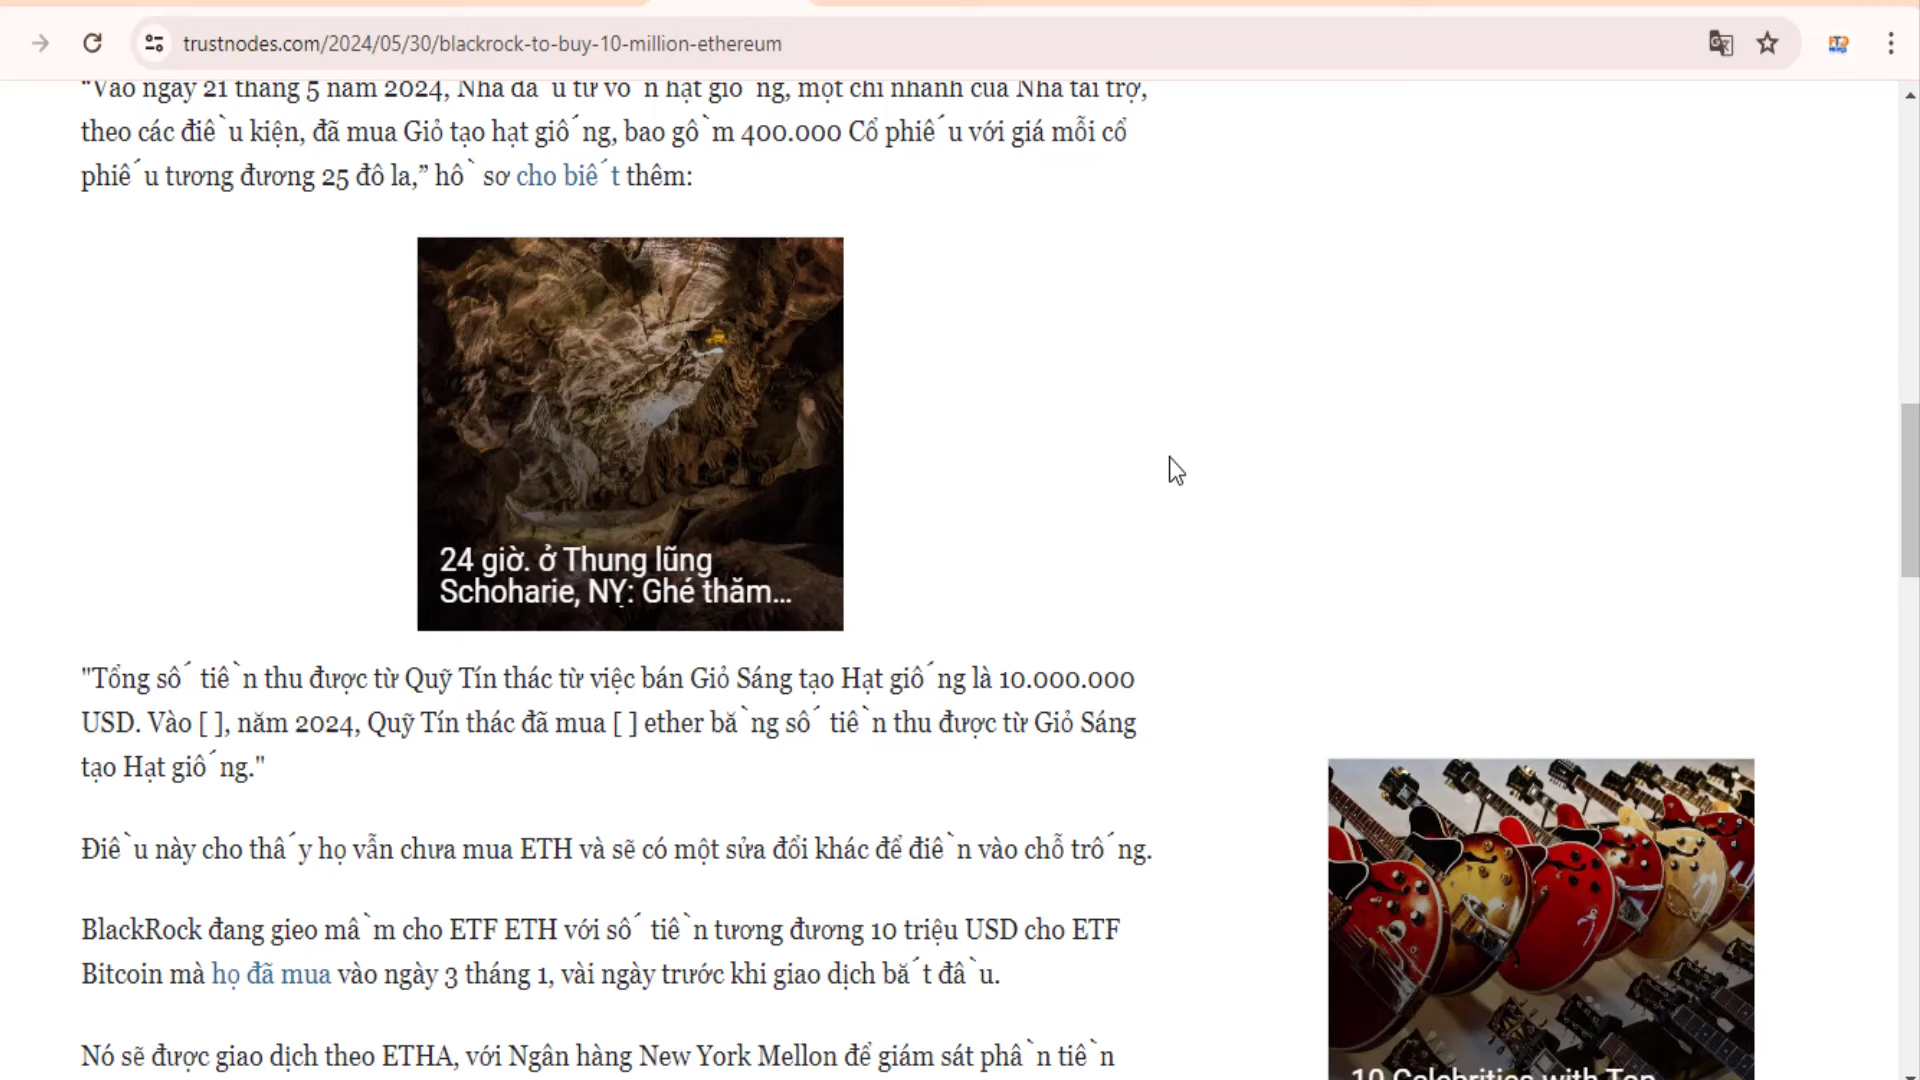 trustnodes.com/2024/05/30/blackrock-to-buy-10-million-ethereum
“Vào ngày 21 tháng 5 năm 2024, Nhà đầu tư vốn hạt giống, một chi nhánh của Nhà tài trợ,
theo các điều kiện, đã mua Giỏ tạo hạt giống, bao gồm 400.000 Cổ phiếu với giá mỗi cổ
phiếu tương đương 25 đô la,” hồ sơ cho biết thêm:
24 giờ. ở Thung lũng
Schoharie, NY: Ghé thăm...
"Tổng số tiền thu được từ Quỹ Tín thác từ việc bán Giỏ Sáng tạo Hạt giống là 10.000.000
USD. Vào [ ], năm 2024, Quỹ Tín thác đã mua [ ] ether bằng số tiền thu được từ Giỏ Sáng
tạo Hạt giống."
Điều này cho thấy họ vẫn chưa mua ETH và sẽ có một sửa đổi khác để điền vào chỗ trống.
BlackRock đang gieo mầm cho ETF ETH với số tiền tương đương 10 triệu USD cho ETF
Bitcoin mà họ đã mua vào ngày 3 tháng 1, vài ngày trước khi giao dịch bắt đầu.
Nó sẽ được giao dịch theo ETHA, với Ngân hàng New York Mellon để giám sát phần tiền
10 Celebrities with Top